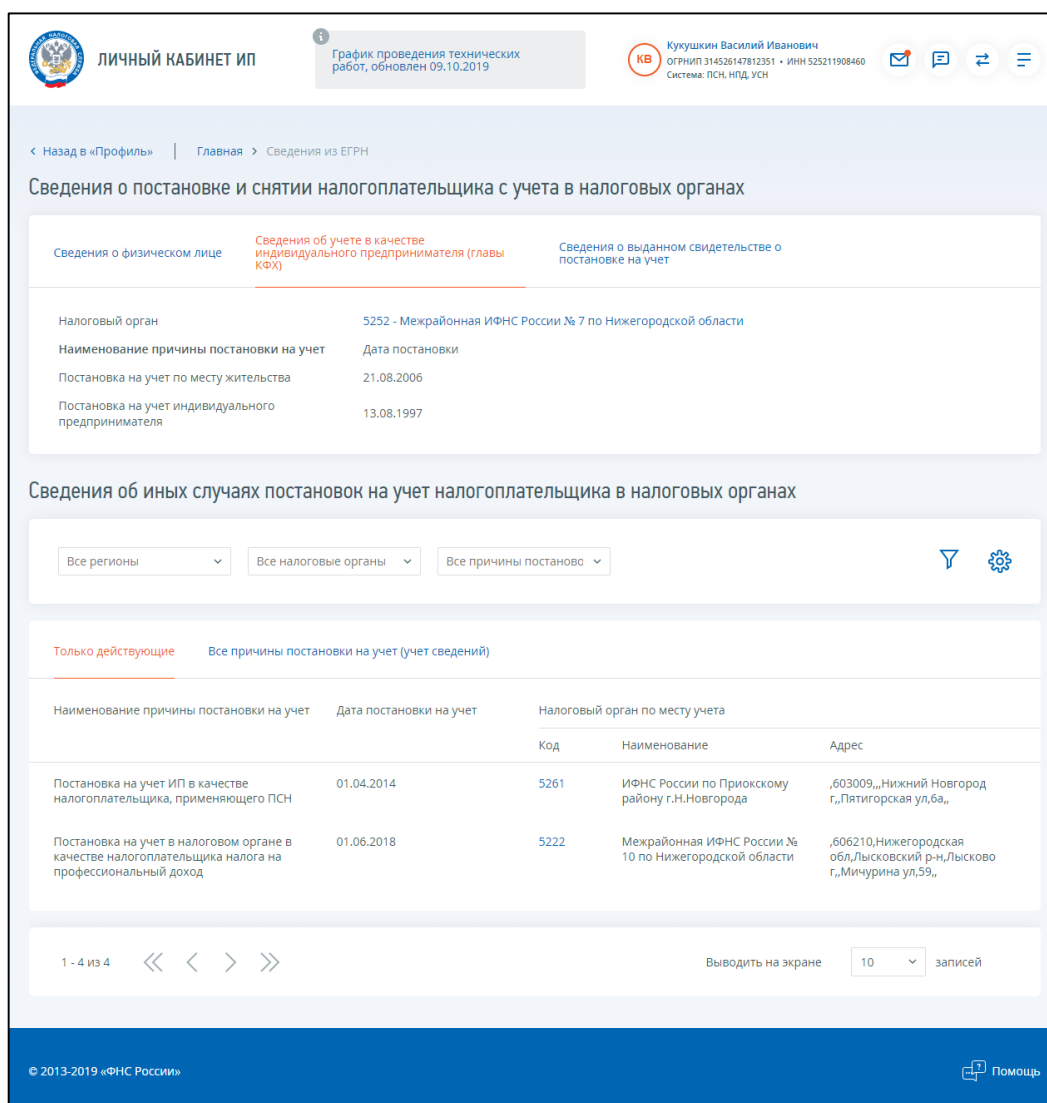 ЛИЧНЫЙ КАБИНЕТ ИП
График проведения технических
работ, обновлен 09.10.2019
КВ
Кукушкин Василий Иванович
ОГРНИП 314526147812351 • ИНН 525211908460
Система: ПСН, НПД, УСН
Назад в «Профиль»
Главная > Сведения из ЕГРН
Сведения о постановке и снятии налогоплательщика с учета в налоговых органах
Сведения о физическом лице
Сведения об учете в качестве
индивидуального предпринимателя (главы
КФХ)
Сведения о выданном свидетельстве о
постановке на учет
Налоговый орган
5252 - Межрайонная ИФНС России № 7 по Нижегородской области
Наименование причины постановки на учет
Дата постановки
Постановка на учет по месту жительства
21.08.2006
Постановка на учет индивидуального
предпринимателя
13.08.1997
Сведения об иных случаях постановок на учет налогоплательщика в налоговых органах
Все регионы
Все налоговые органы
Все причины постаново
Только действующие
Все причины постановки на учет (учет сведений)
Наименование причины постановки на учет
Дата постановки на учет
Налоговый орган по месту учета
Код
Наименование
Адрес
Постановка на учет ИП в качестве
налогоплательщика, применяющего ПСН
01.04.2014
5261
ИФНС России по Приокскому
району г.Н.Новгорода
,603009,,,Нижний Новгород
г,,Пятигорская ул,6а,,
Постановка на учет в налоговом органе в
качестве налогоплательщика налога на
профессиональный доход
01.06.2018
5222
Межрайонная ИФНС России №
10 по Нижегородской области
,606210,Нижегородская
обл,Лысковский р-н,Лысково
г,,Мичурина ул,59,,
1 - 4 из 4
Выводить на экране
10
записей
© 2013-2019 «ФНС России»
Помощь